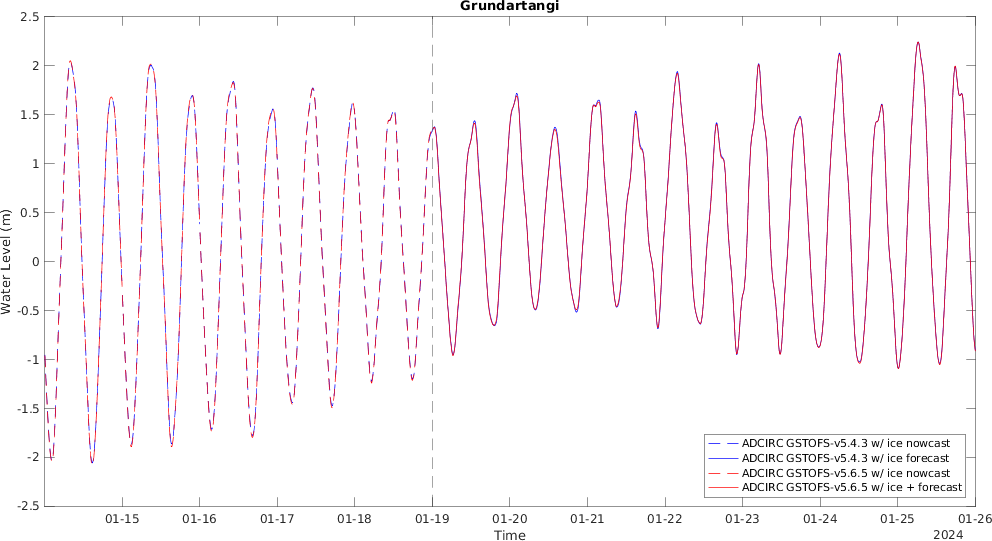 Grundartangi
2.5
2
1.5
1
0.5
0
-0.5
-1
-1.5
-2
-2.5
Water Level (m)
ADCIRC GSTOFS-v5.4.3 w/ ice nowcast
ADCIRC GSTOFS-v5.4.3 w/ ice forecast
ADCIRC GSTOFS-v5.6.5 w/ ice nowcast
ADCIRC GSTOFS-v5.6.5 w/ ice + forecast
01-15 01-16 01-17 01-18 01-19 01-20 01-21 01-22 01-23 01-24 01-25 01-26
Time
2024